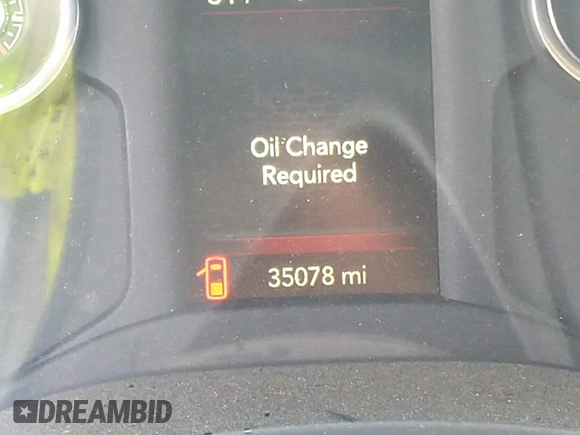 Oil Change
Required
35078 mi
DREAMBID